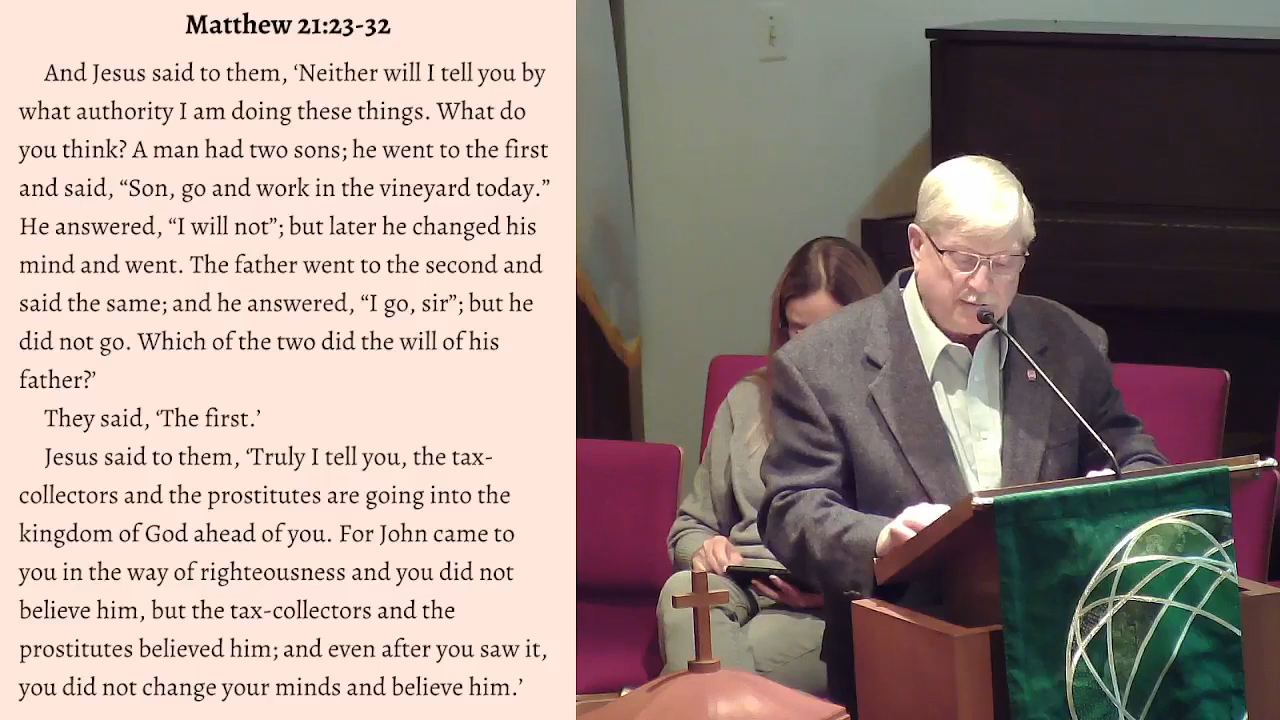 Matthew 21:23-32
And Jesus said to them, ‘Neither will I tell you by
what authority I am doing these things. What do
you think? A man had two sons; he went to the first
and said, “Son, go and work in the vineyard today.”
He answered, “I will not”; but later he changed his
mind and went. The father went to the second and
said the same; and he answered, “I go, sir”; but he
did not go. Which of the two did the will of his
father?’
They said, ‘The first.’
Jesus said to them, ‘Truly I tell you, the tax-
collectors and the prostitutes are going into the
kingdom of God ahead of you. For John came to
you in the way of righteousness and you did not
believe him, but the tax-collectors and the
prostitutes believed him; and even after you saw it,
you did not change your minds and believe him.’